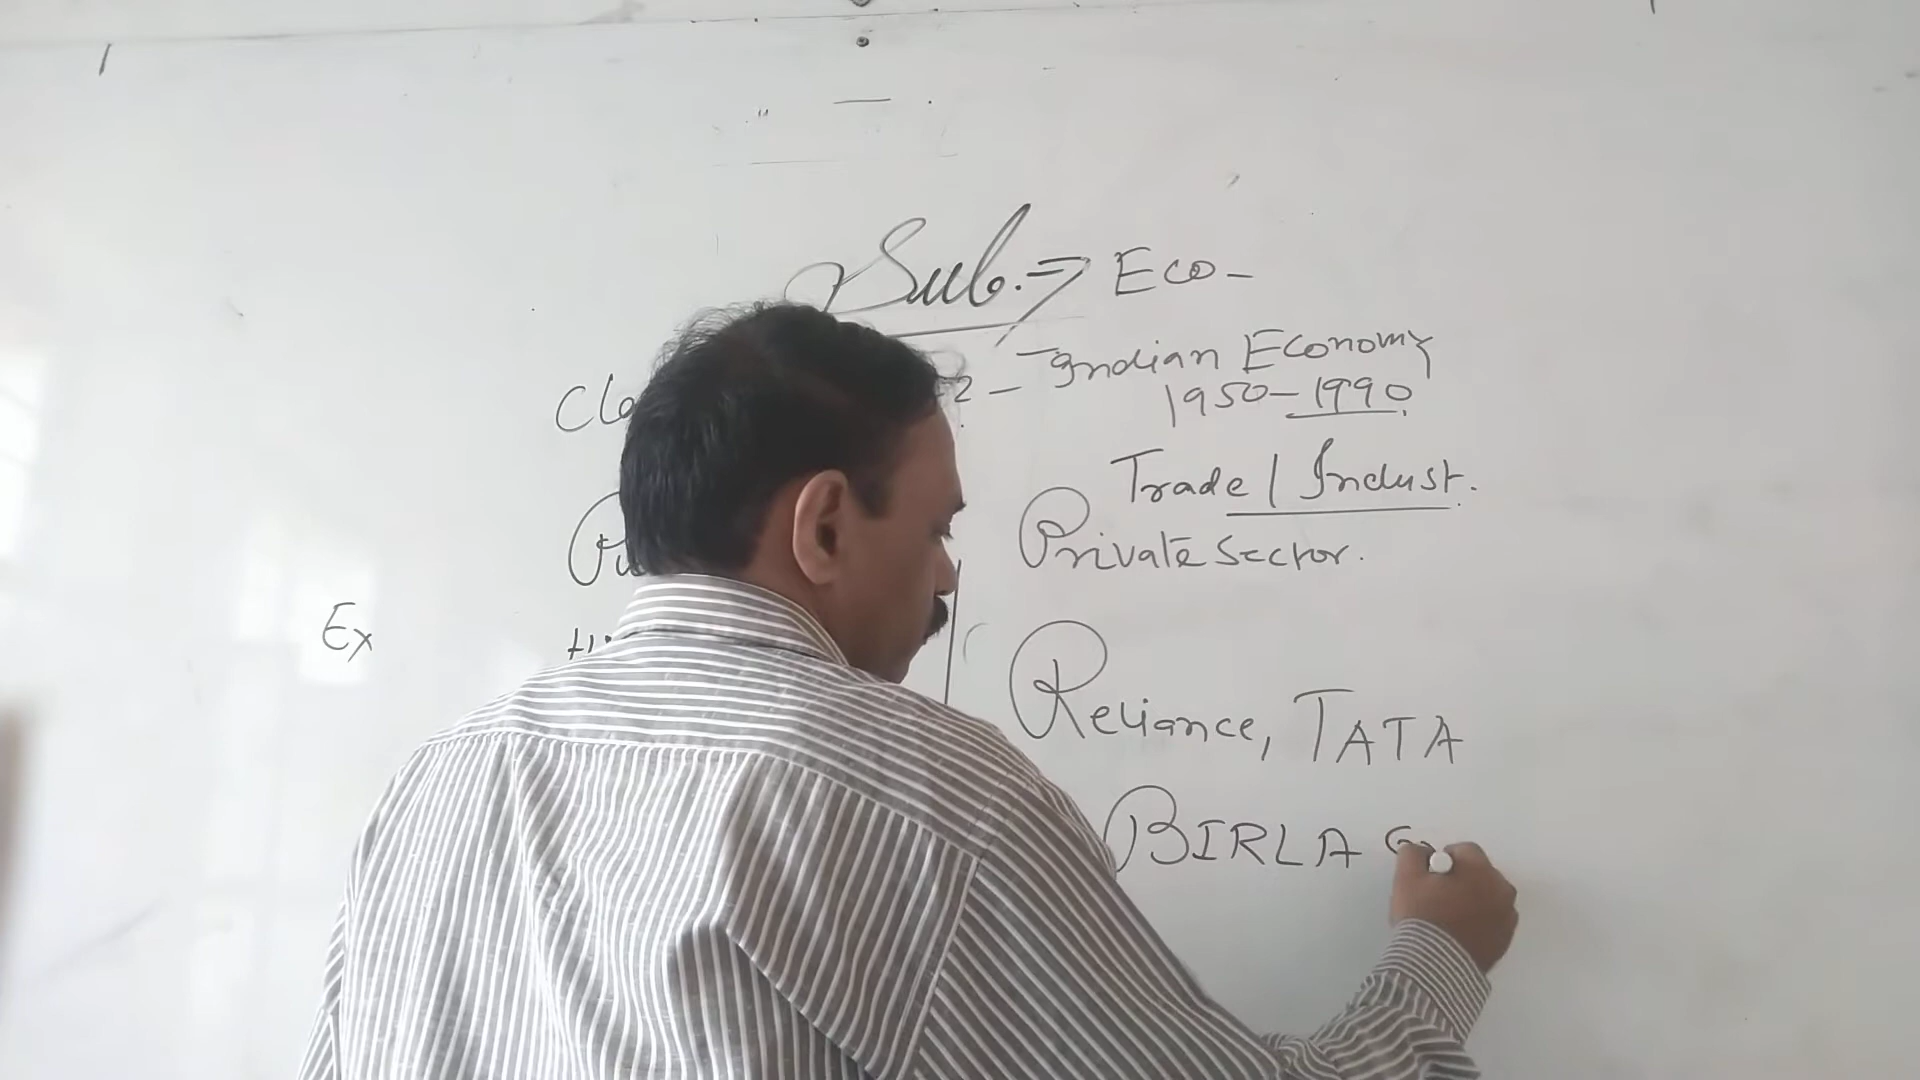 Sub. ⇒ Eco-
2 - Indian Economy
1950-1990
Trade / Indust.
Private Sector.
Ex
Reliance, TATA
BIRLA